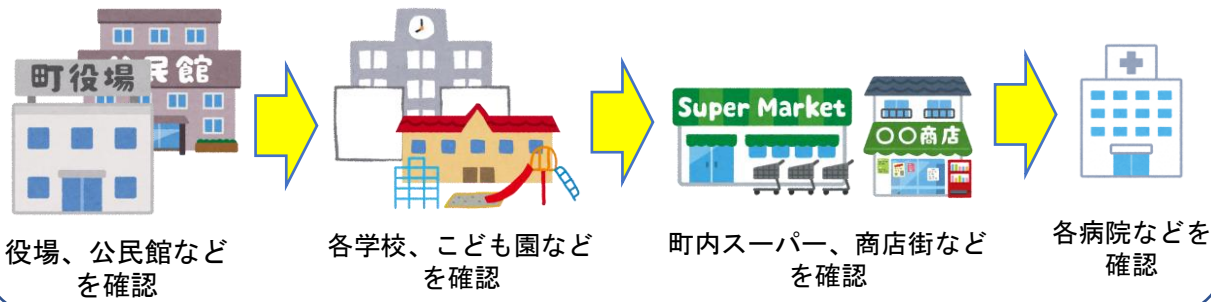 町役場
民館
Super Market
〇〇商店
役場、公民館など
を確認
各学校、こども園など
を確認
町内スーパー、商店街など
を確認
各病院などを
確認